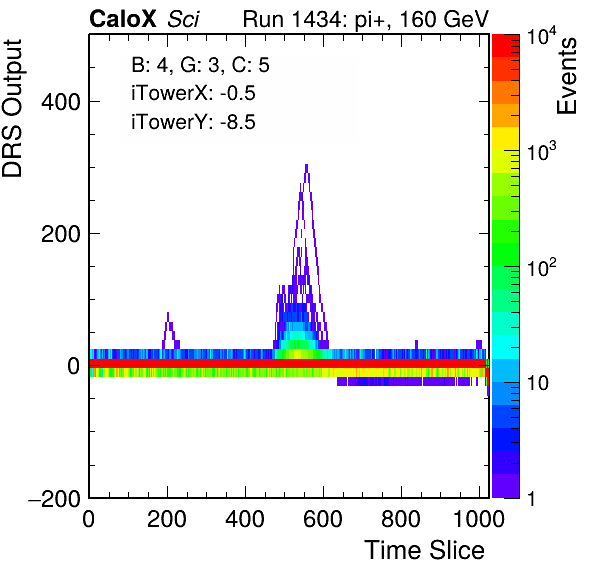 CaloX Sci Run 1434: pi+, 160 GeV
B: 4, G: 3, C: 5
iTowerX: -0.5
iTowerY: -8.5
DRS Output
400
200
0
−200
0 200 400 600 800 1000
Time Slice
Events
10^4
10^3
10^2
10
1